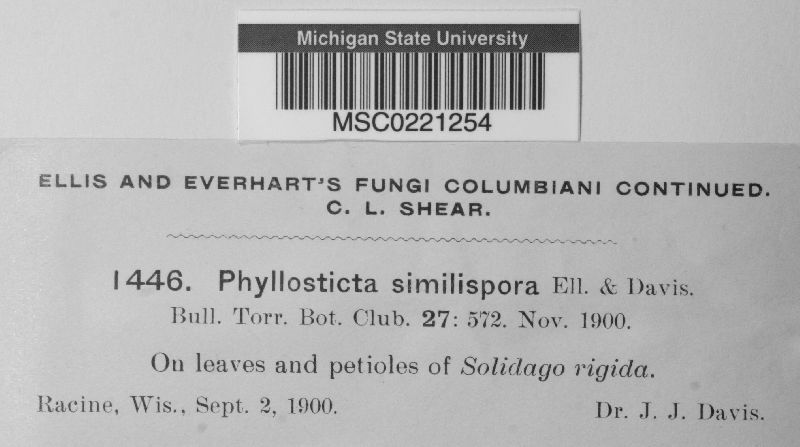 Michigan State University
MSC0221254
ELLIS AND EVERHART'S FUNGI COLUMBIANI CONTINUED.
C. L. SHEAR.
1446. Phyllosticta similispora Ell. & Davis.
Bull. Torr. Bot. Club. 27: 572. Nov. 1900.
On leaves and petioles of Solidago rigida.
Racine, Wis., Sept. 2, 1900. Dr. J. J. Davis.